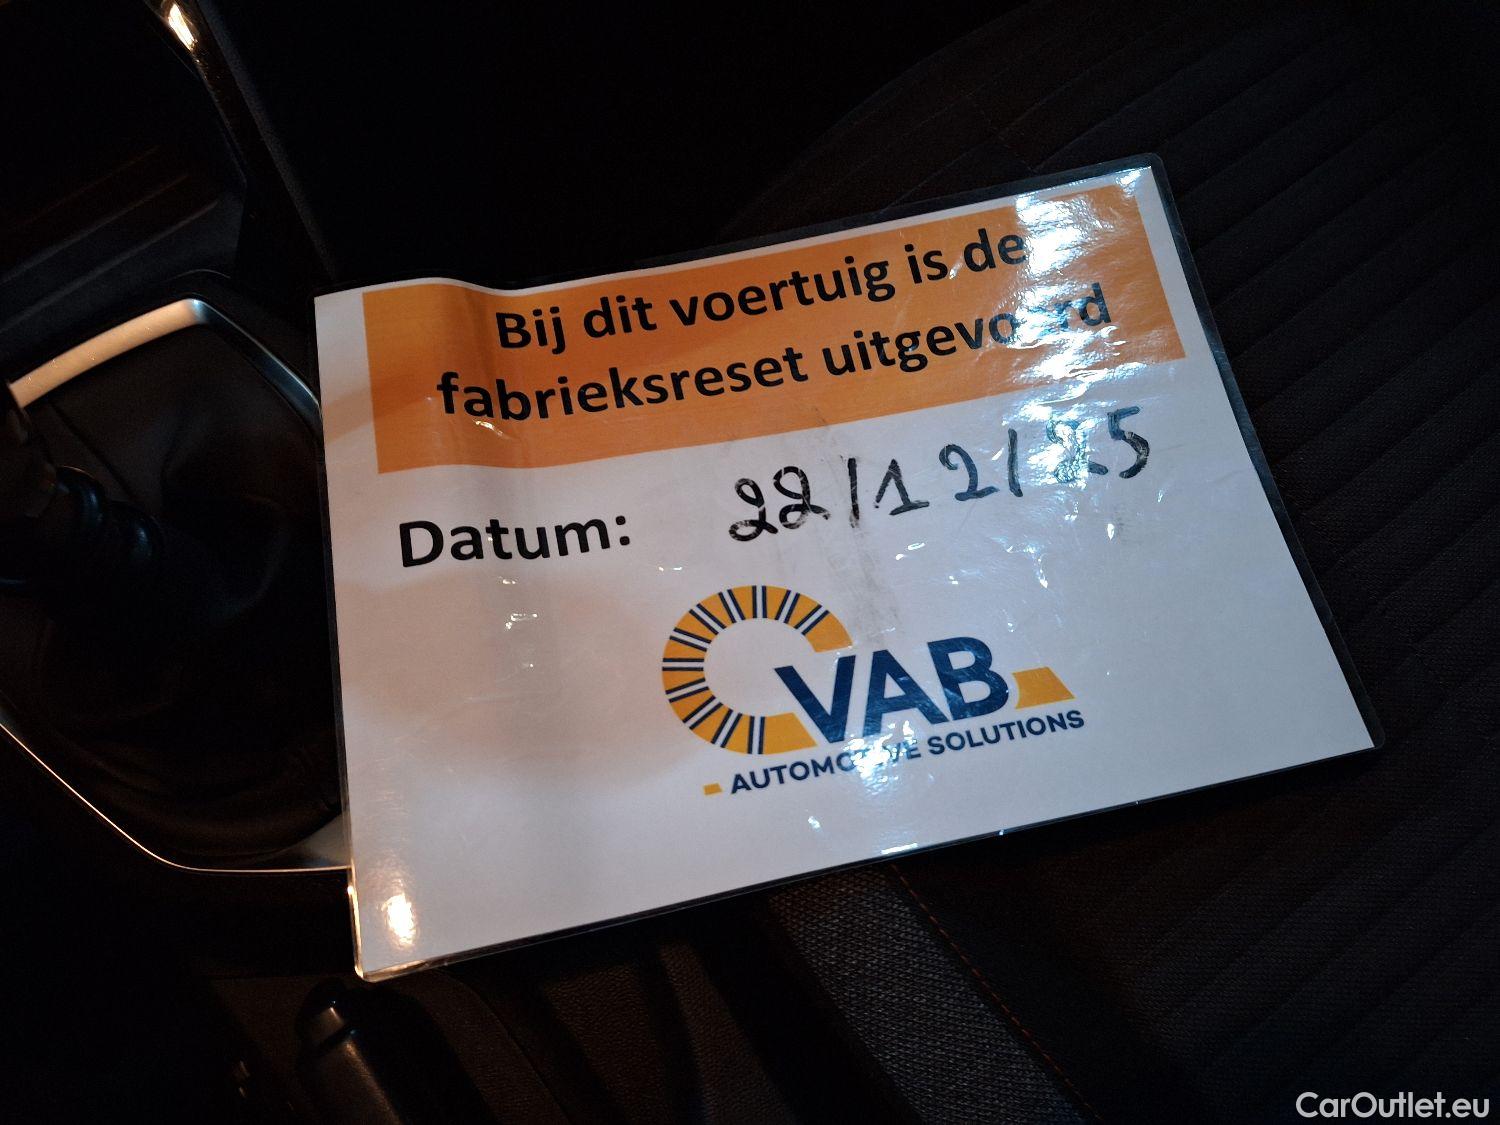 Bij dit voertuig is de
fabrieksreset uitgevoerd
Datum: 22/12/25
VAB
AUTOMOTIVE SOLUTIONS
CarOutlet.eu